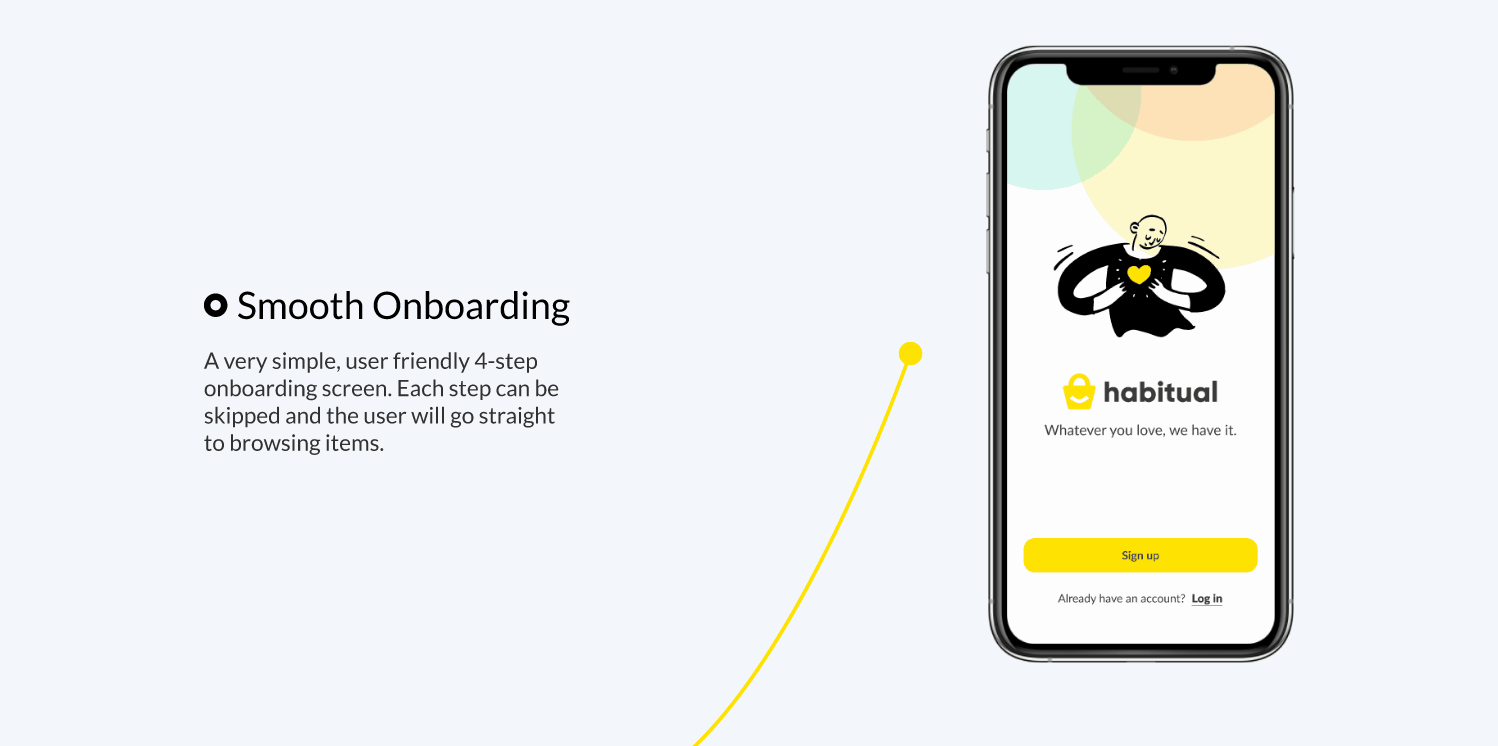 Smooth Onboarding
A very simple, user friendly 4-step
onboarding screen. Each step can be
skipped and the user will go straight
to browsing items.
habitual
Whatever you love, we have it.
Sign up
Already have an account? Log in